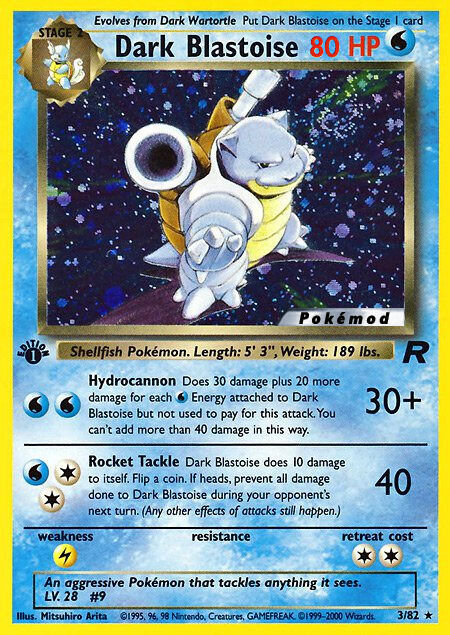 Evolves from Dark Wartortle Put Dark Blastoise on the Stage 1 card
STAGE 2
Dark Blastoise 80 HP
Pokémod
EDITION
1
Shellfish Pokémon. Length: 5' 3", Weight: 189 lbs.
R
Hydrocannon Does 30 damage plus 20 more
damage for each Energy attached to Dark
Blastoise but not used to pay for this attack. You
can't add more than 40 damage in this way.
30+
Rocket Tackle Dark Blastoise does 10 damage
to itself. Flip a coin. If heads, prevent all damage
done to Dark Blastoise during your opponent's
next turn. (Any other effects of attacks still happen.)
40
weakness resistance retreat cost
An aggressive Pokémon that tackles anything it sees.
LV. 28 #9
Illus. Mitsuhiro Arita ©1995, 96, 98 Nintendo, Creatures, GAMEFREAK. ©1999-2000 Wizards. 3/82 ★